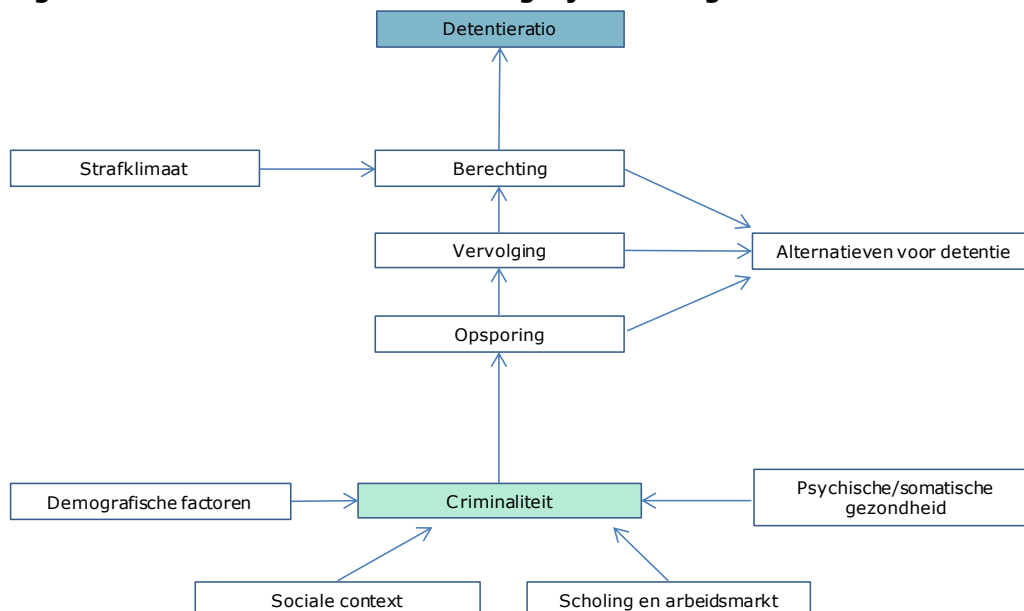 Detentieratio
Strafklimaat
Berechting
Vervolging
Alternatieven voor detentie
Opsporing
Demografische factoren
Criminaliteit
Psychische/somatische
gezondheid
Sociale context
Scholing en arbeidsmarkt